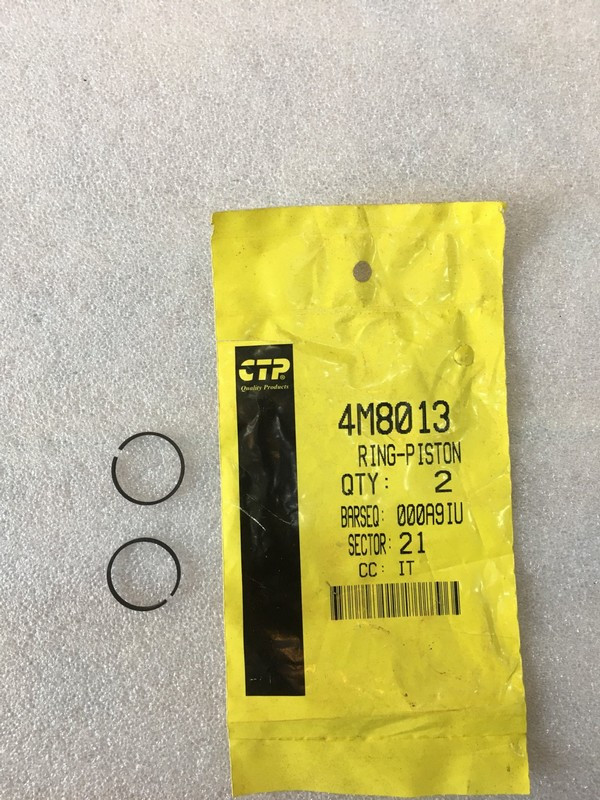 CTP®
Quality Products
4M8013
RING-PISTON
QTY: 2
BARSEQ: 000A9IU
SECTOR: 21
CC: IT